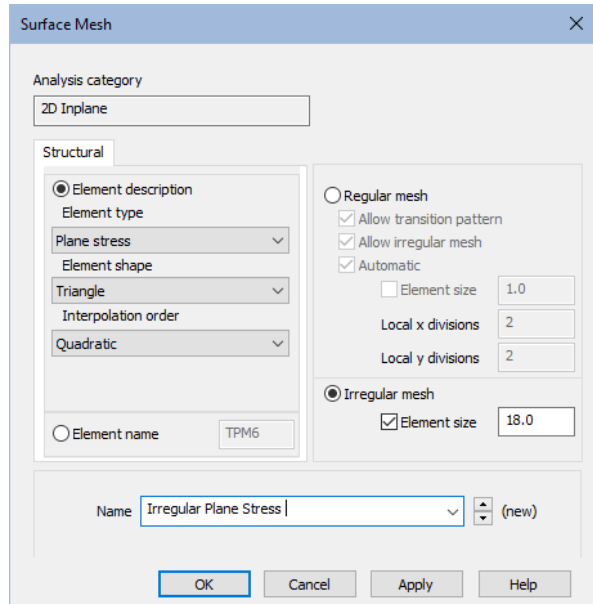 Surface Mesh
Analysis category
2D Inplane
Structural
Element description
Element type
Plane stress
Element shape
Triangle
Interpolation order
Quadratic
Element name TPM6
Regular mesh
Allow transition pattern
Allow irregular mesh
Automatic
Element size 1.0
Local x divisions 2
Local y divisions 2
Irregular mesh
Element size 18.0
Name Irregular Plane Stress (new)
OK Cancel Apply Help